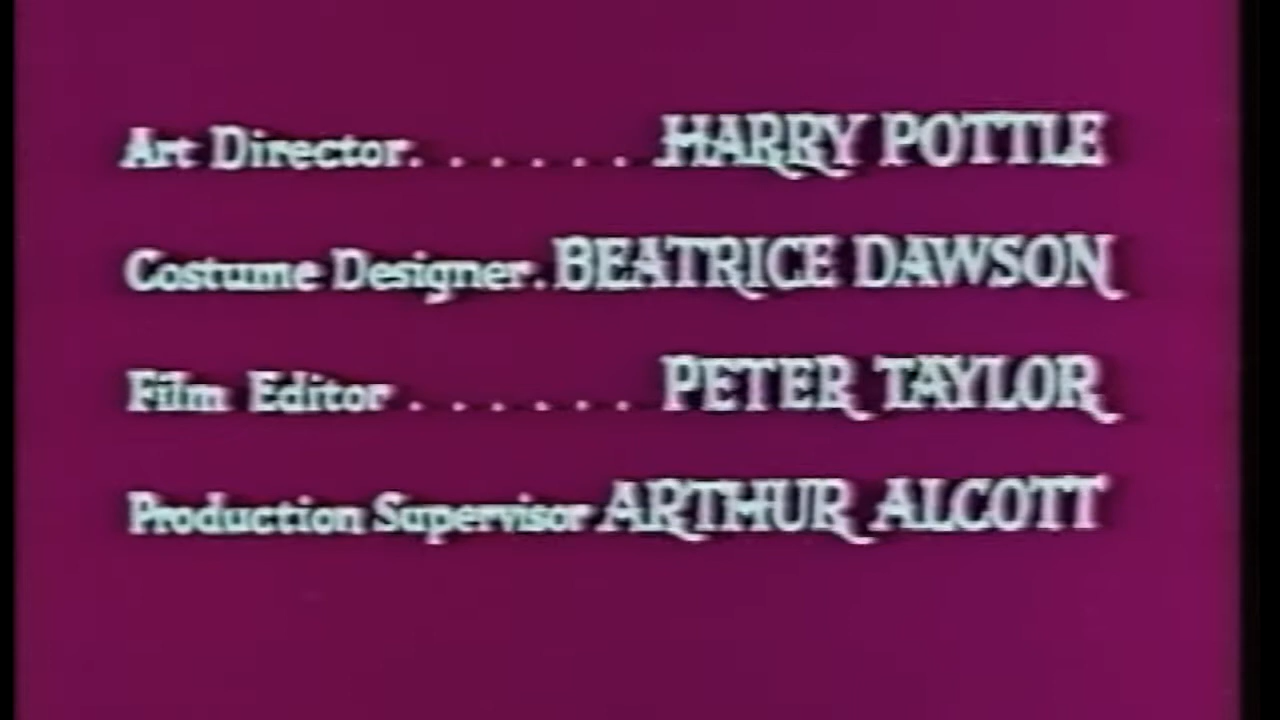 Art Director. . . . . . . HARRY POTTLE
Costume Designer. BEATRICE DAWSON
Film Editor . . . . . . PETER TAYLOR
Production Supervisor ARTHUR ALCOTT